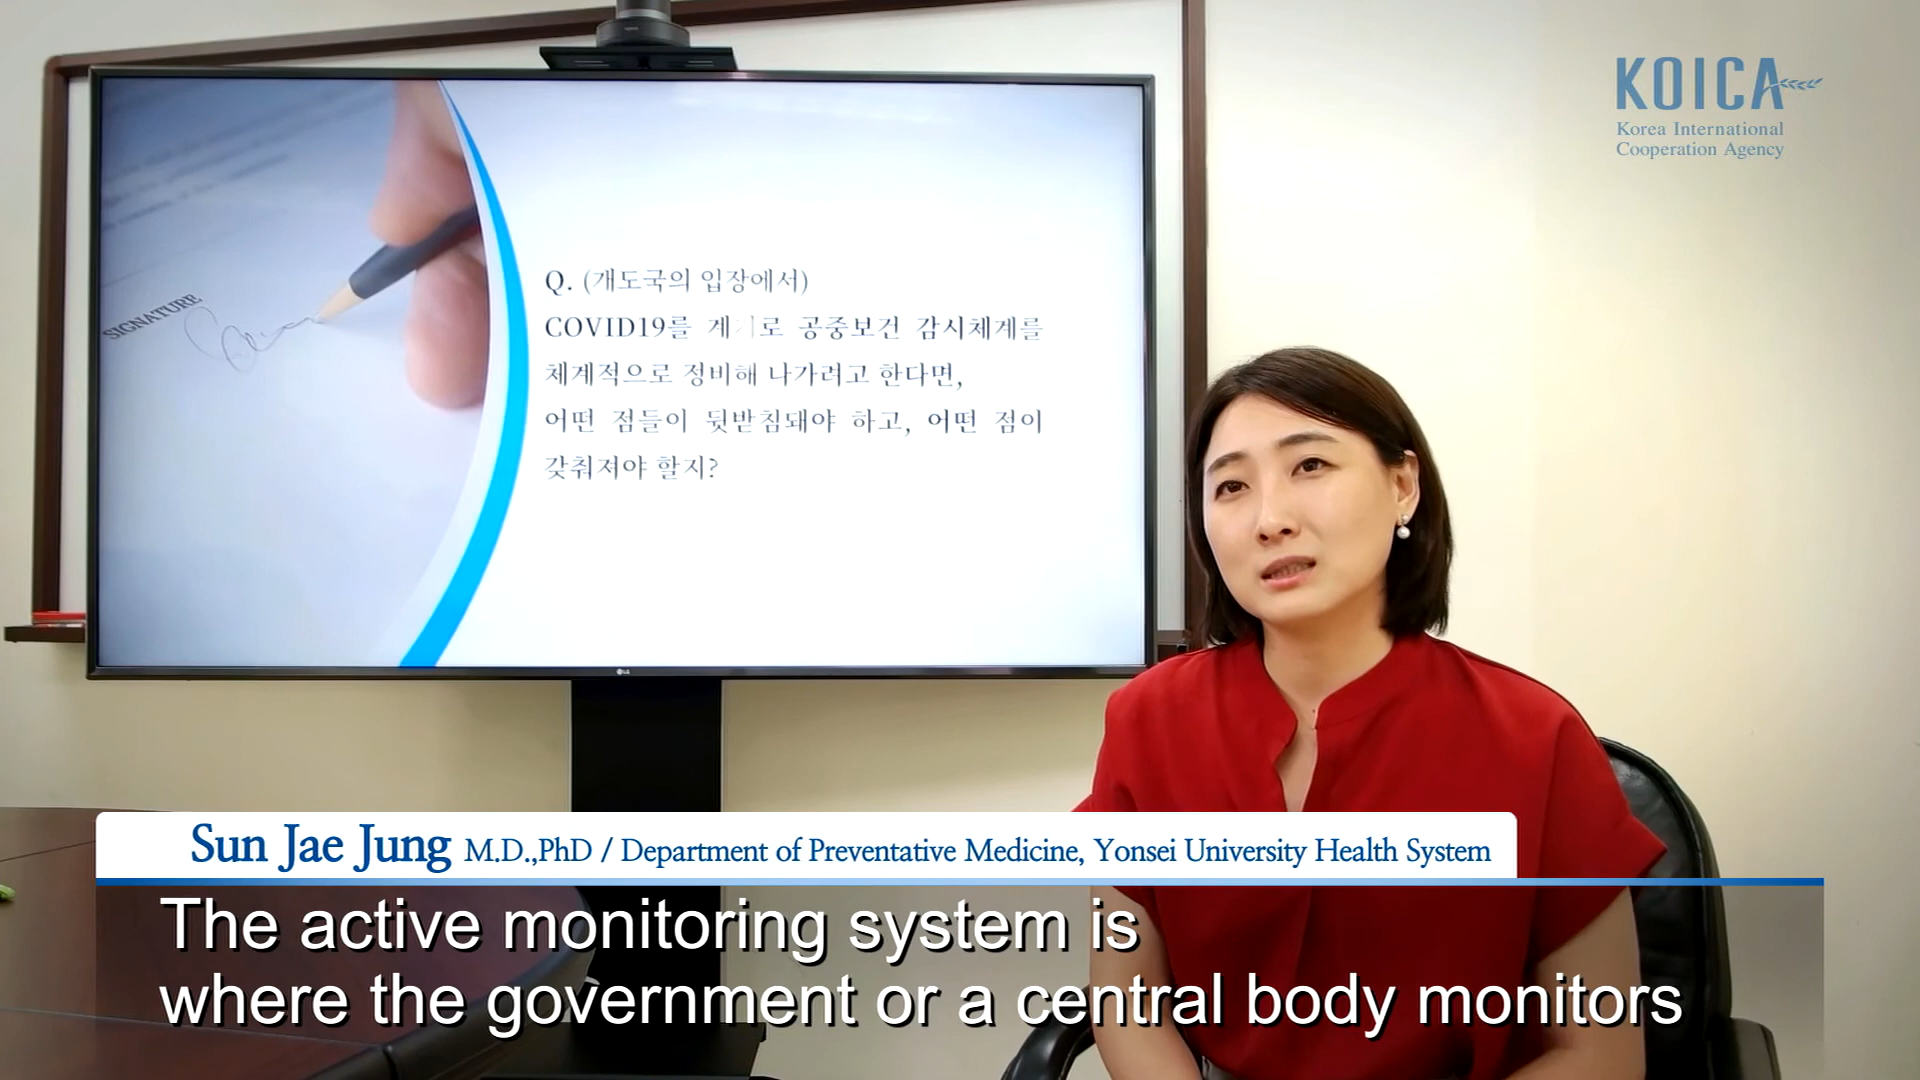 KOICA
Korea International
Cooperation Agency
SIGNATURE
Q. (개도국의 입장에서)
COVID19를 계기로 공중보건 감시체계를
체계적으로 정비해 나가려고 한다면,
어떤 점들이 뒷받침돼야 하고, 어떤 점이
갖춰져야 할지?
LG
Sun Jae Jung M.D.,PhD / Department of Preventative Medicine, Yonsei University Health System
The active monitoring system is
where the government or a central body monitors